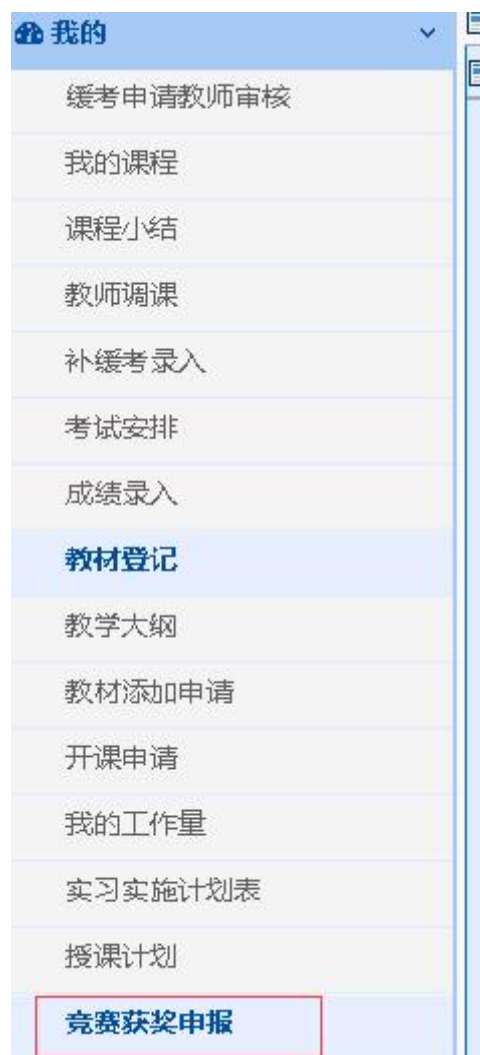 我的
缓考申请教师审核
我的课程
课程小结
教师调课
补缓考录入
考试安排
成绩录入
教材登记
教学大纲
教材添加申请
开课申请
我的工作量
实习实施计划表
授课计划
竞赛获奖申报